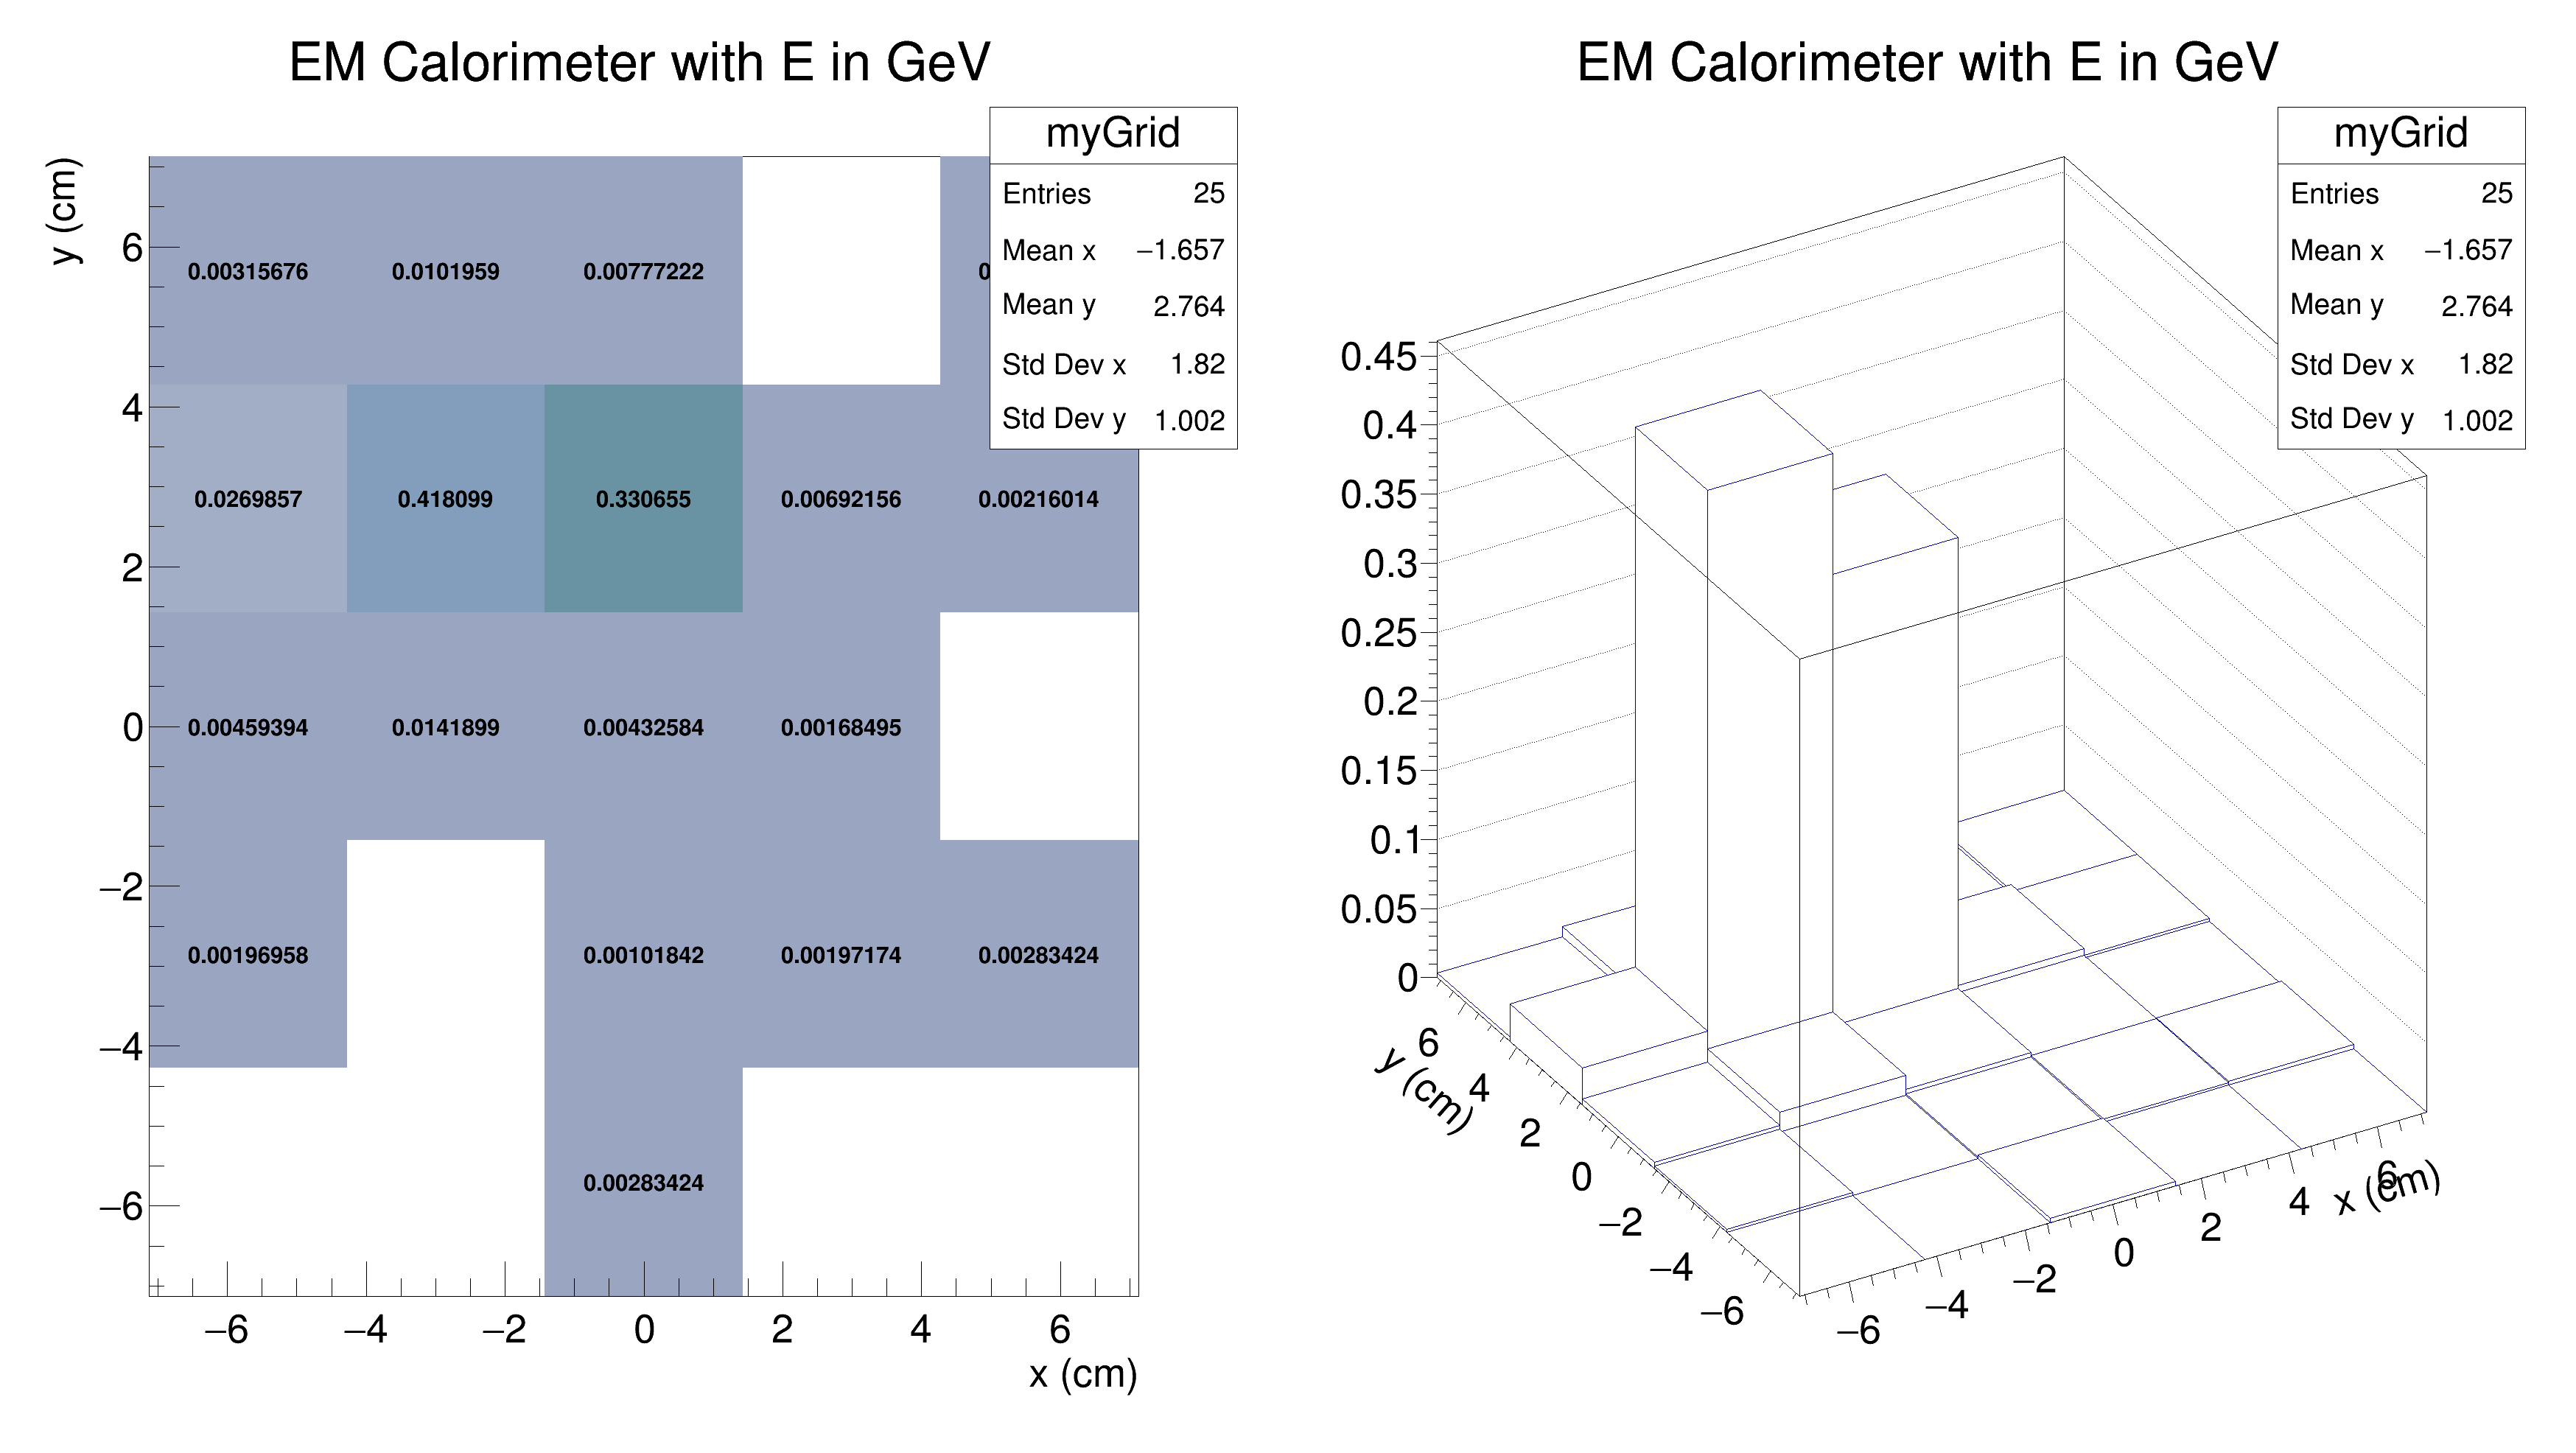 EM Calorimeter with E in GeV
y (cm)
myGrid
Entries 25
Mean x −1.657
Mean y 2.764
Std Dev x 1.82
Std Dev y 1.002
6
4
2
0
−2
−4
−6
0.00315676 0.0101959 0.00777222
0.0269857 0.418099 0.330655 0.00692156 0.00216014
0.00459394 0.0141899 0.00432584 0.00168495
0.00196958 0.00101842 0.00197174 0.00283424
0.00283424
−6 −4 −2 0 2 4 6
x (cm)
EM Calorimeter with E in GeV
myGrid
Entries 25
Mean x −1.657
Mean y 2.764
Std Dev x 1.82
Std Dev y 1.002
0.45
0.4
0.35
0.3
0.25
0.2
0.15
0.1
0.05
0
y (cm)
6
4
2
0
−2
−4
−6
−6 −4 −2 0 2 4 6
x (cm)